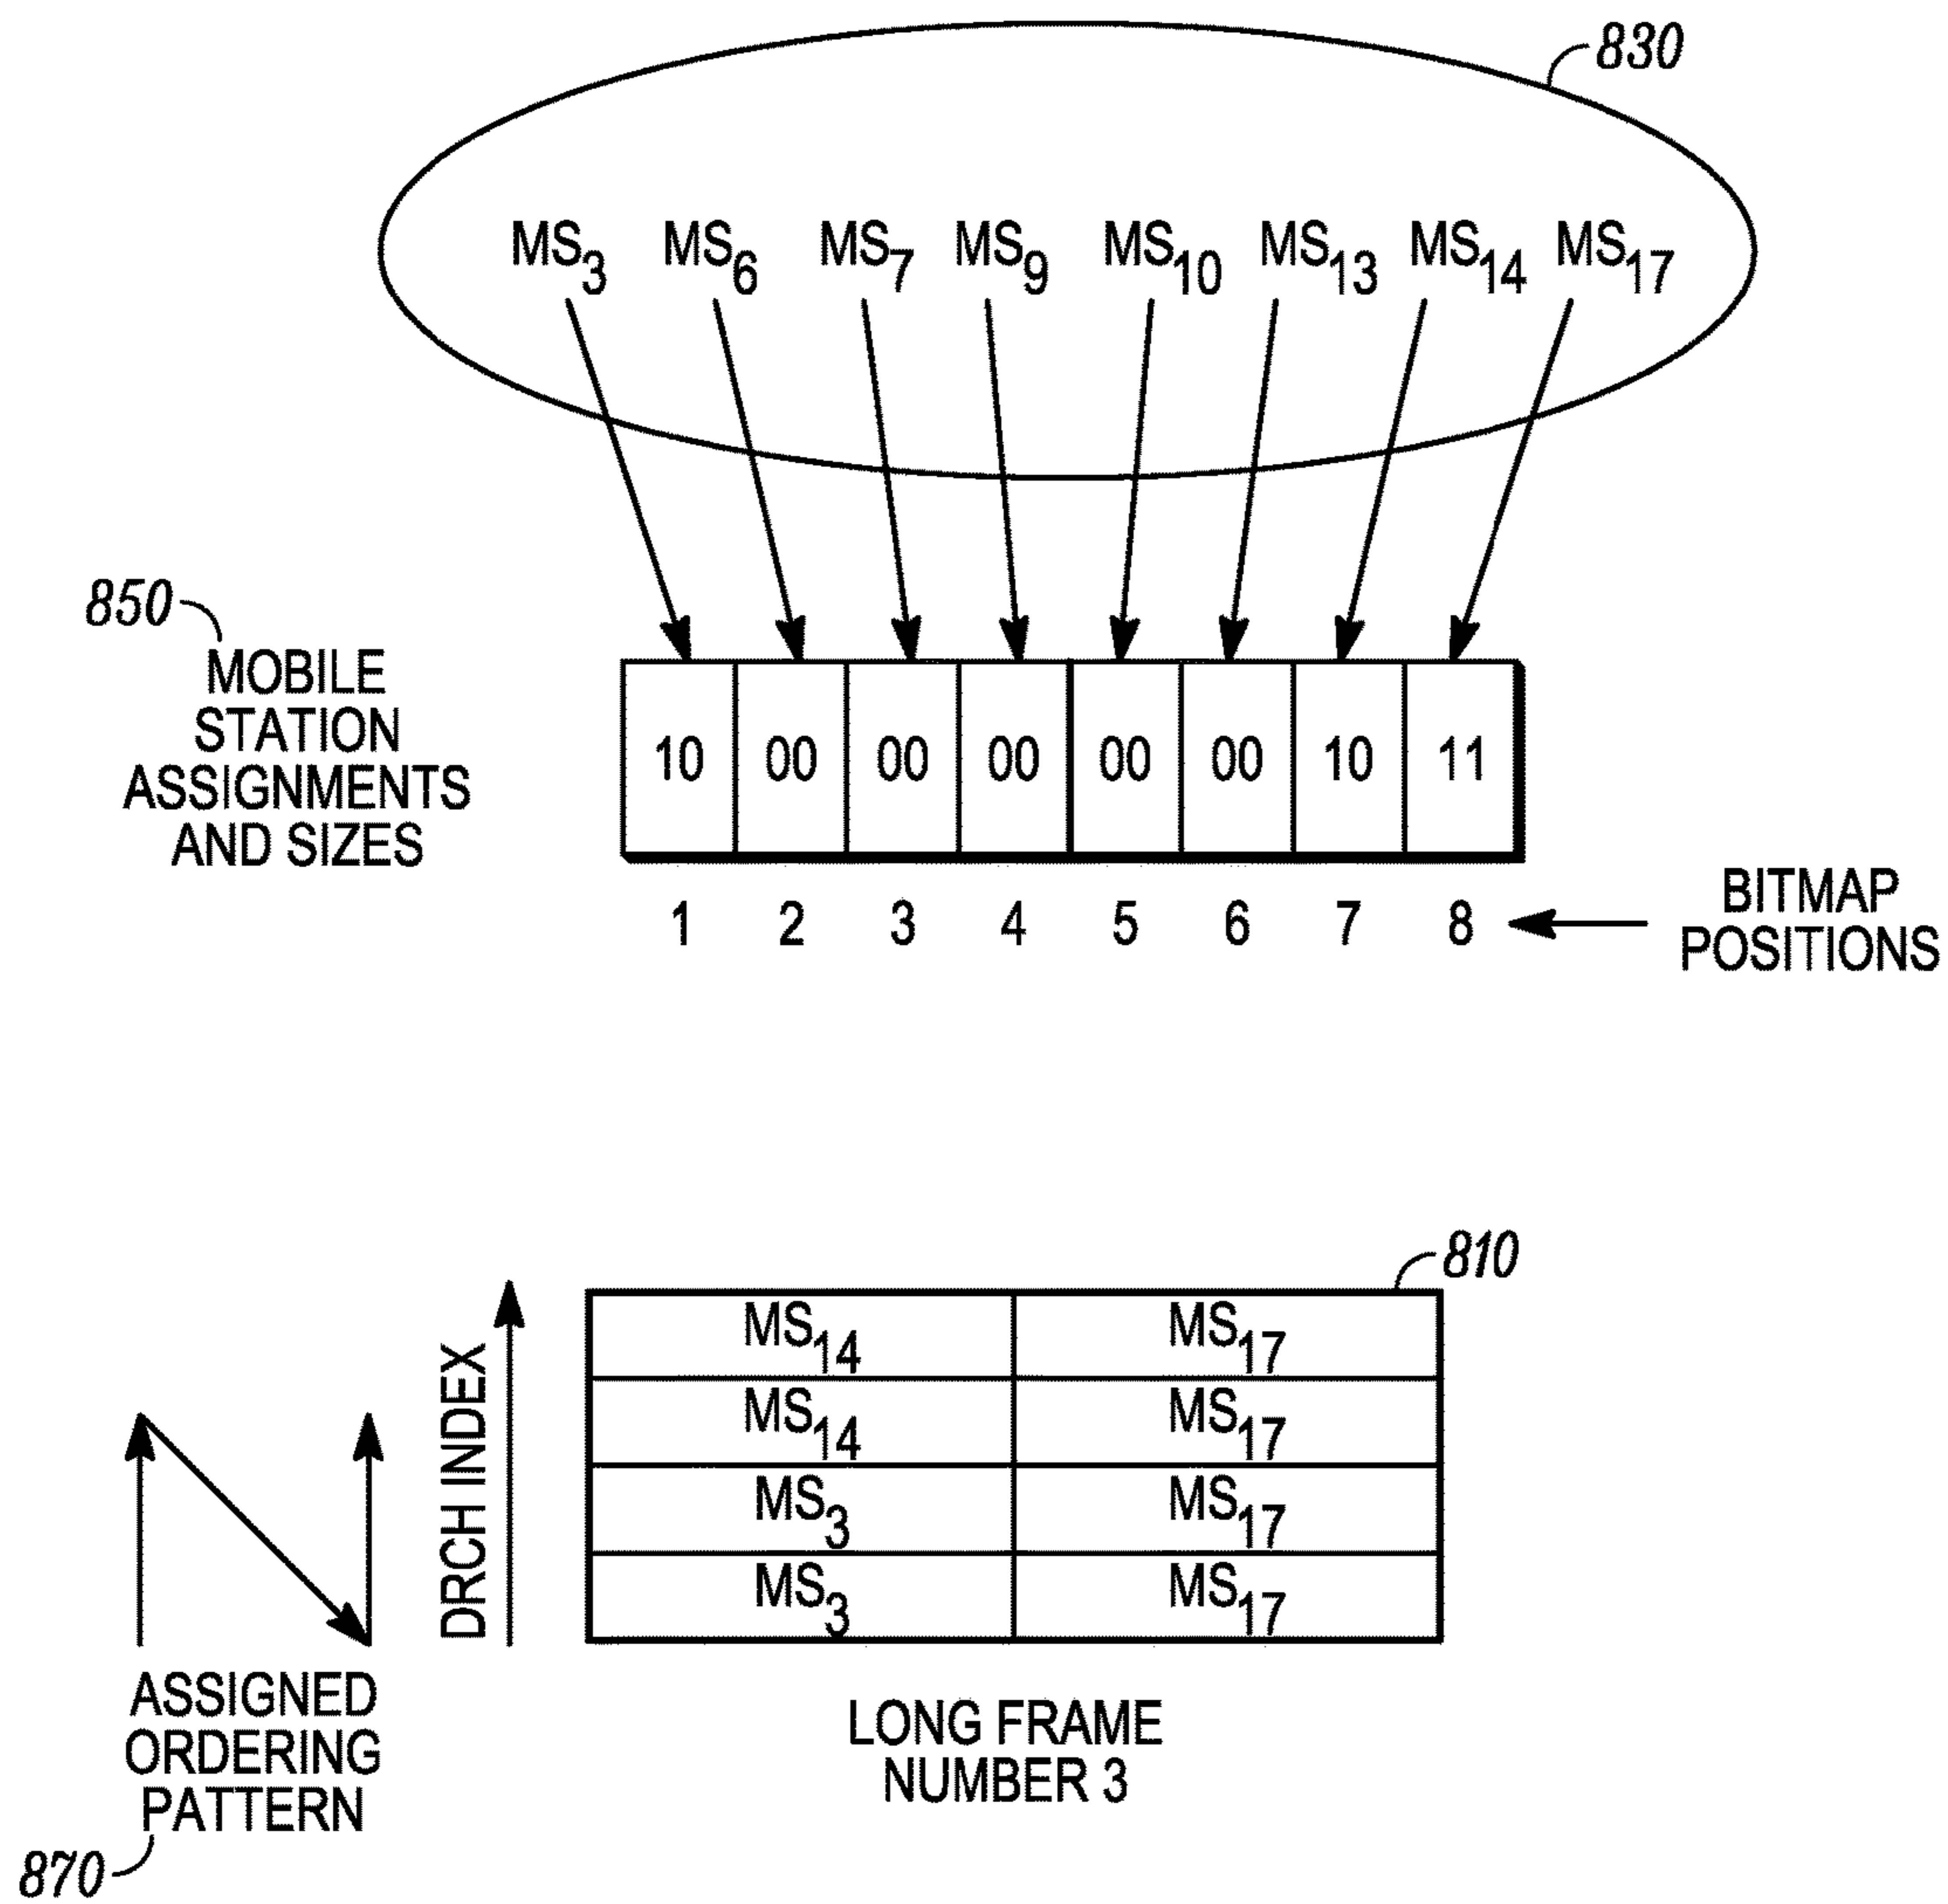 830
MS3 MS6 MS7 MS9 MS10 MS13 MS14 MS17
850
MOBILE
STATION
ASSIGNMENTS
AND SIZES
10 00 00 00 00 00 10 11
1 2 3 4 5 6 7 8
BITMAP
POSITIONS
810
DRCH INDEX
MS14 MS17
MS14 MS17
MS3 MS17
MS3 MS17
ASSIGNED
ORDERING
PATTERN
870
LONG FRAME
NUMBER 3